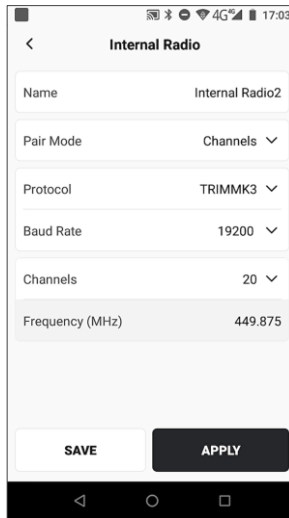 4G 17:03
Internal Radio
Name Internal Radio2
Pair Mode Channels
Protocol TRIMMK3
Baud Rate 19200
Channels 20
Frequency (MHz) 449.875
SAVE APPLY